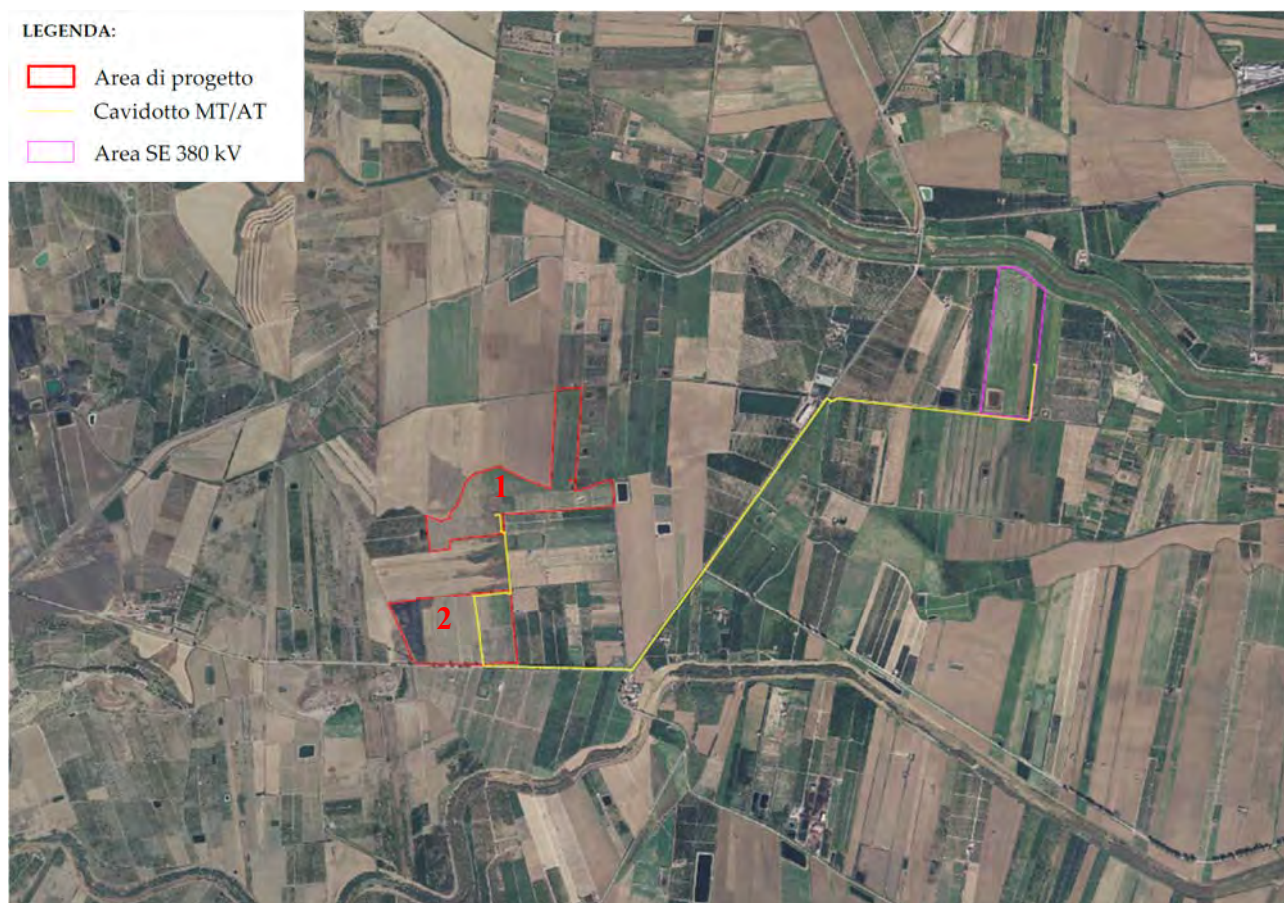 LEGENDA:
Area di progetto
Cavidotto MT/AT
Area SE 380 kV
1
2